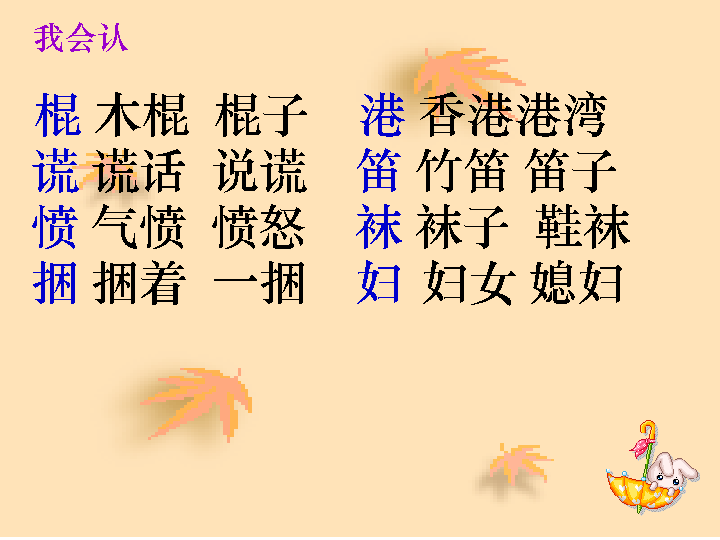 我会认
棍 木棍 棍子 港 香港港湾
谎 谎话 说谎 笛 竹笛 笛子
愤 气愤 愤怒 袜 袜子 鞋袜
捆 捆着 一捆 妇 妇女 媳妇